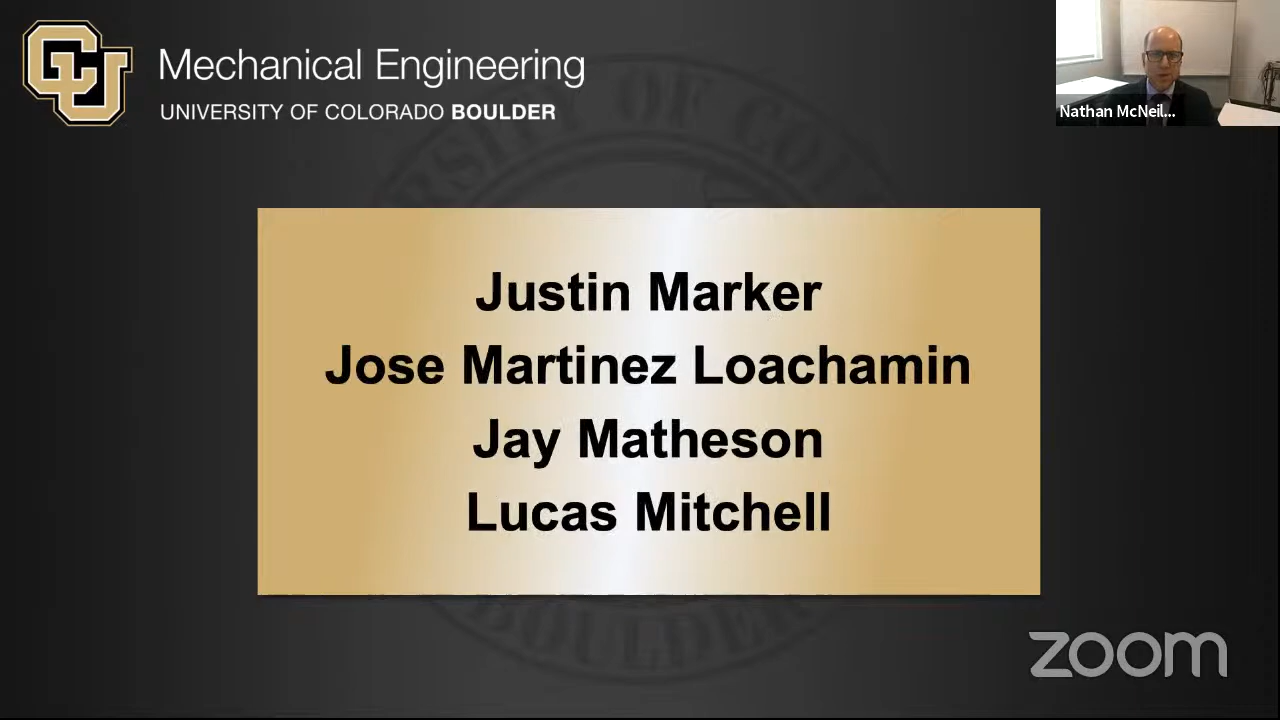 Mechanical Engineering
UNIVERSITY OF COLORADO BOULDER
Nathan McNeil...
Justin Marker
Jose Martinez Loachamin
Jay Matheson
Lucas Mitchell
zoom